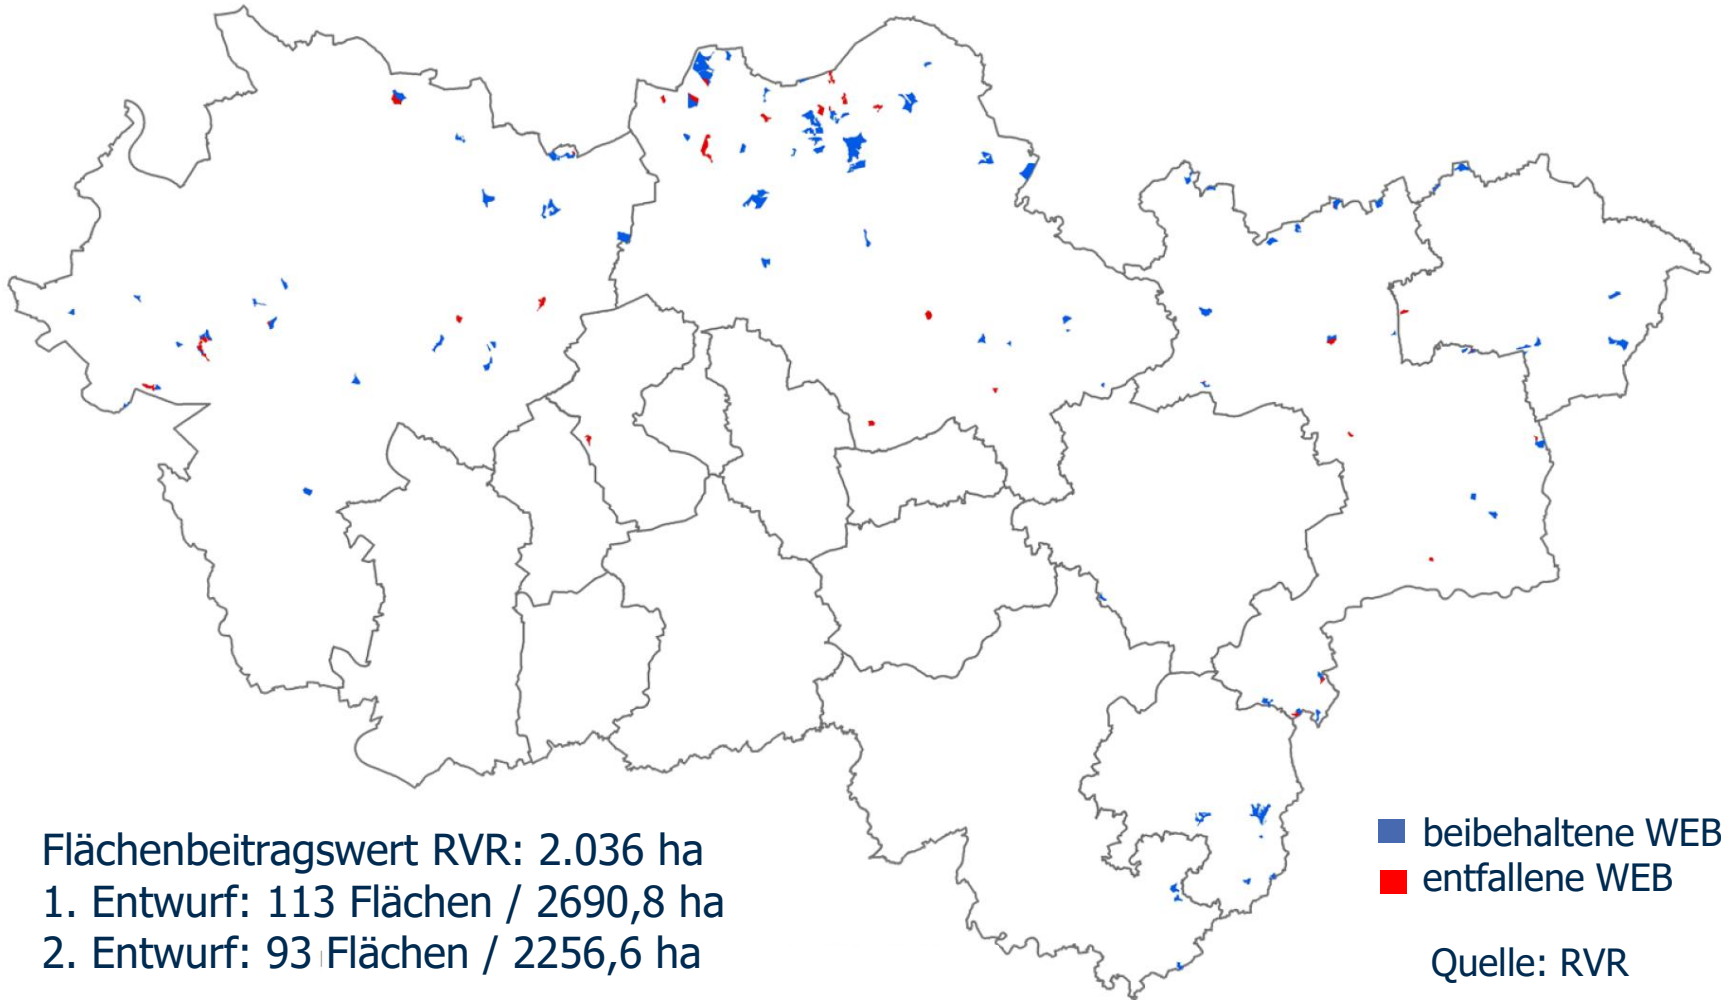 Flächenbeitragswert RVR: 2.036 ha
1. Entwurf: 113 Flächen / 2690,8 ha
2. Entwurf: 93 Flächen / 2256,6 ha
beibehaltene WEB
entfallene WEB
Quelle: RVR